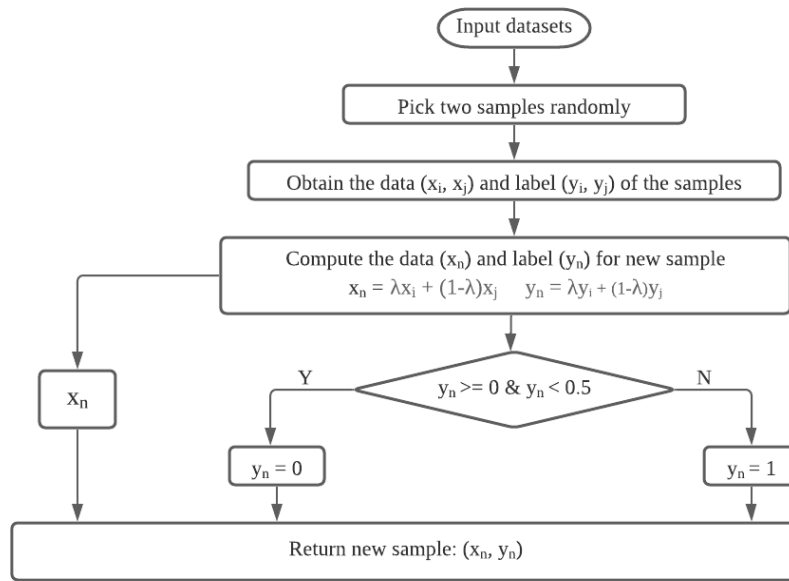 Input datasets
Pick two samples randomly
Obtain the data (xᵢ, xⱼ) and label (yᵢ, yⱼ) of the samples
Compute the data (xₙ) and label (yₙ) for new sample
xₙ = λxᵢ + (1-λ)xⱼ yₙ = λyᵢ + (1-λ)yⱼ
Y
yₙ >= 0 & yₙ < 0.5
N
xₙ
yₙ = 0
yₙ = 1
Return new sample: (xₙ, yₙ)